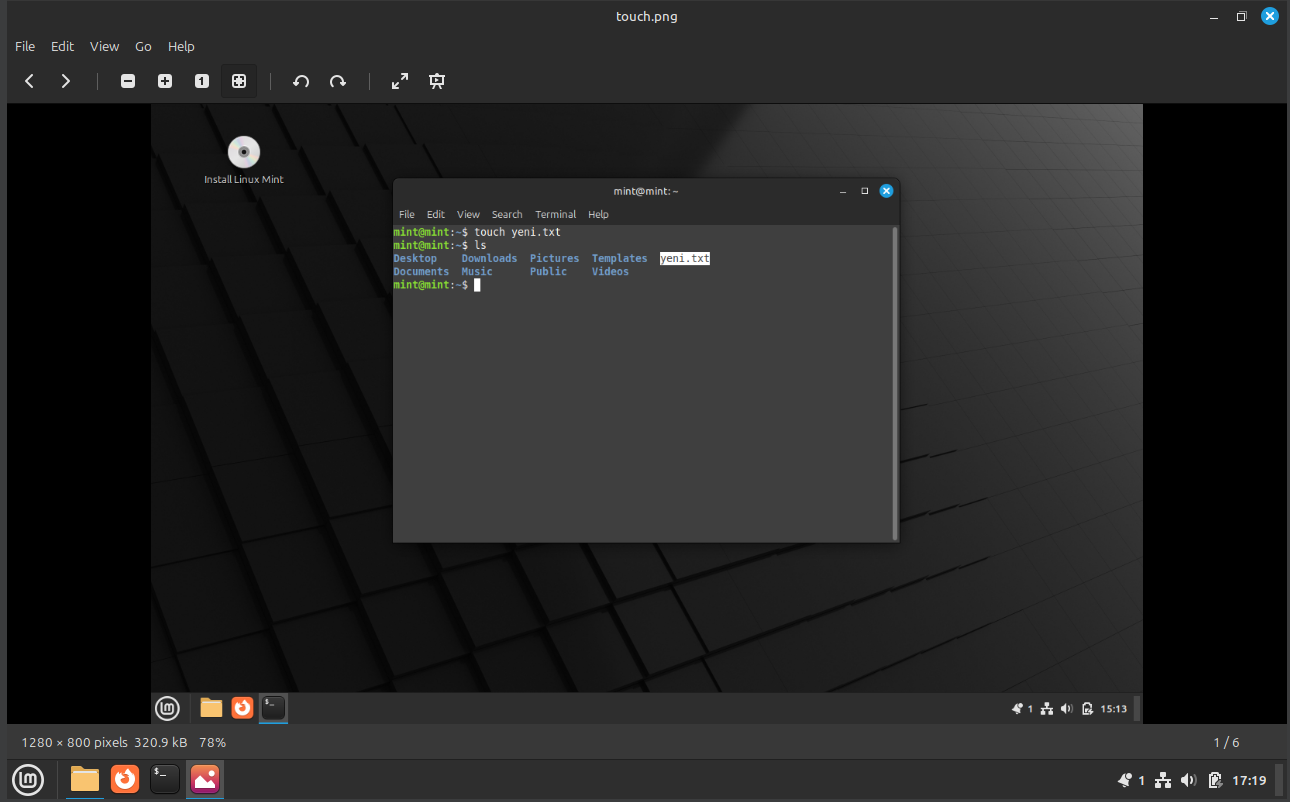 touch.png
File Edit View Go Help
1
Install Linux Mint
mint@mint: ~
File Edit View Search Terminal Help
mint@mint:~$ touch yeni.txt
mint@mint:~$ ls
Desktop Downloads Pictures Templates yeni.txt
Documents Music Public Videos
mint@mint:~$
lm
$_
1
15:13
1280 × 800 pixels 320.9 kB 78%
1 / 6
lm
$_
1
17:19